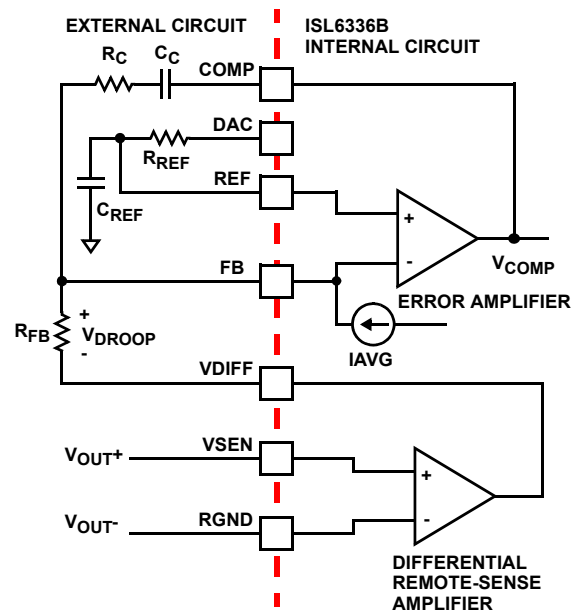 EXTERNAL CIRCUIT
ISL6336B
INTERNAL CIRCUIT
RC
CC
COMP
DAC
RREF
REF
CREF
+
-
VCOMP
FB
ERROR AMPLIFIER
RFB
+
VDROOP
-
IAVG
VDIFF
VOUT+
VSEN
+
VOUT-
RGND
-
DIFFERENTIAL
REMOTE-SENSE
AMPLIFIER